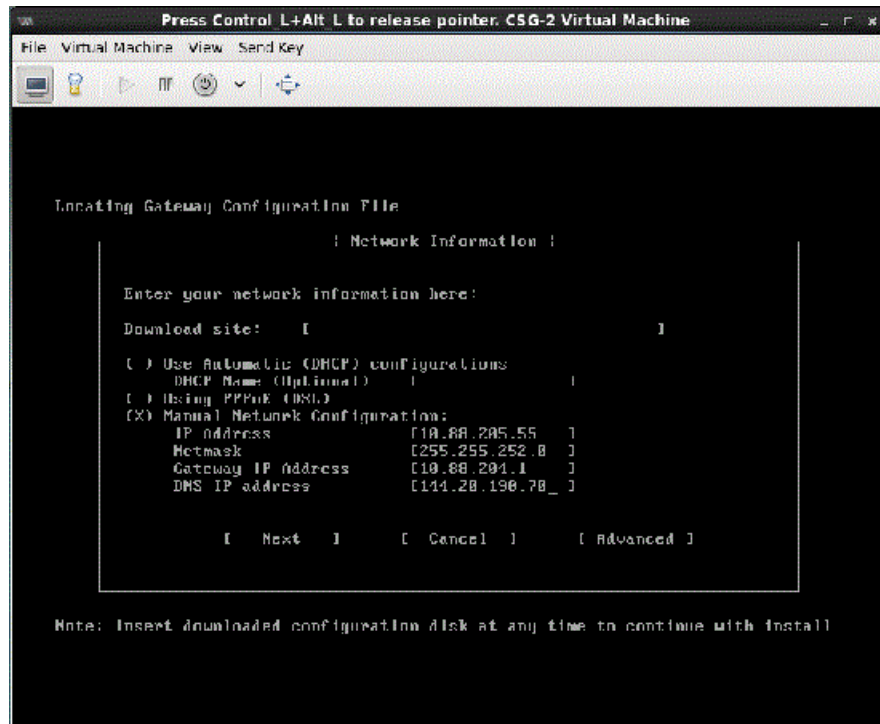 Press Control_L+Alt_L to release pointer. CSG-2 Virtual Machine
File Virtual Machine View Send Key
Locating Gateway Configuration File
| Network Information |
Enter your network information here:
Download site: [ ]
( ) Use Automatic (DHCP) configurations
DHCP Name (Optional) [ ]
( ) Using PPPoE (DSL)
(X) Manual Network Configuration:
IP Address [10.88.205.55 ]
Netmask [255.255.252.0 ]
Gateway IP Address [10.88.204.1 ]
DNS IP address [144.20.190.70_ ]
[ Next ] [ Cancel ] [ Advanced ]
Note: Insert downloaded configuration disk at any time to continue with install